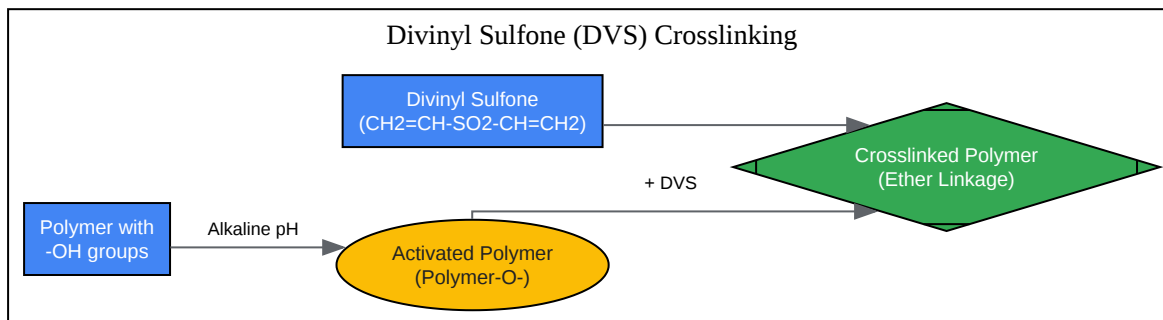 Divinyl Sulfone (DVS) Crosslinking
Divinyl Sulfone
(CH2=CH-SO2-CH=CH2)
Crosslinked Polymer
(Ether Linkage)
+ DVS
Polymer with
-OH groups
Alkaline pH
Activated Polymer
(Polymer-O-)